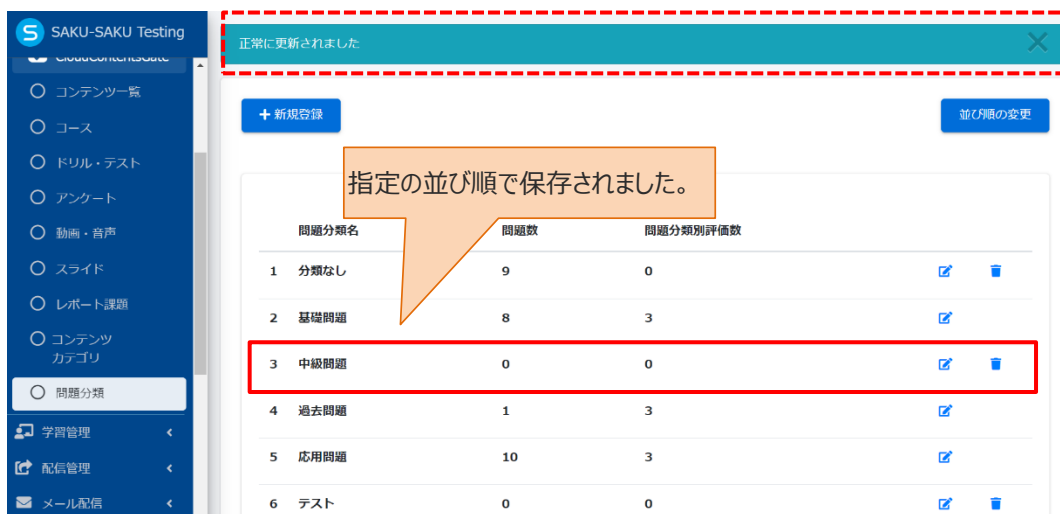 SAKU-SAKU Testing
CloudContentsGate
コンテンツ一覧
コース
ドリル・テスト
アンケート
動画・音声
スライド
レポート課題
コンテンツ
カテゴリ
問題分類
学習管理
配信管理
メール配信
正常に更新されました
+ 新規登録
並び順の変更
指定の並び順で保存されました。
問題分類名 問題数 問題分類別評価数
1 分類なし 9 0
2 基礎問題 8 3
3 中級問題 0 0
4 過去問題 1 3
5 応用問題 10 3
6 テスト 0 0